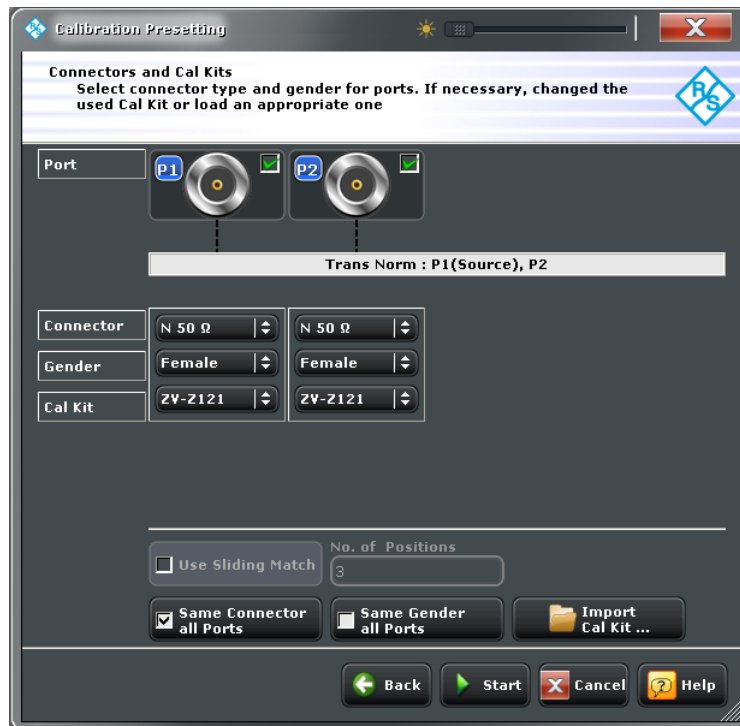 Calibration Presetting
Connectors and Cal Kits
Select connector type and gender for ports. If necessary, changed the
used Cal Kit or load an appropriate one
R&S
Port
P1
P2
Trans Norm : P1(Source), P2
Connector
N 50 Ω
N 50 Ω
Gender
Female
Female
Cal Kit
ZV-Z121
ZV-Z121
Use Sliding Match
No. of Positions
3
Same Connector
all Ports
Same Gender
all Ports
Import
Cal Kit ...
Back
Start
Cancel
Help